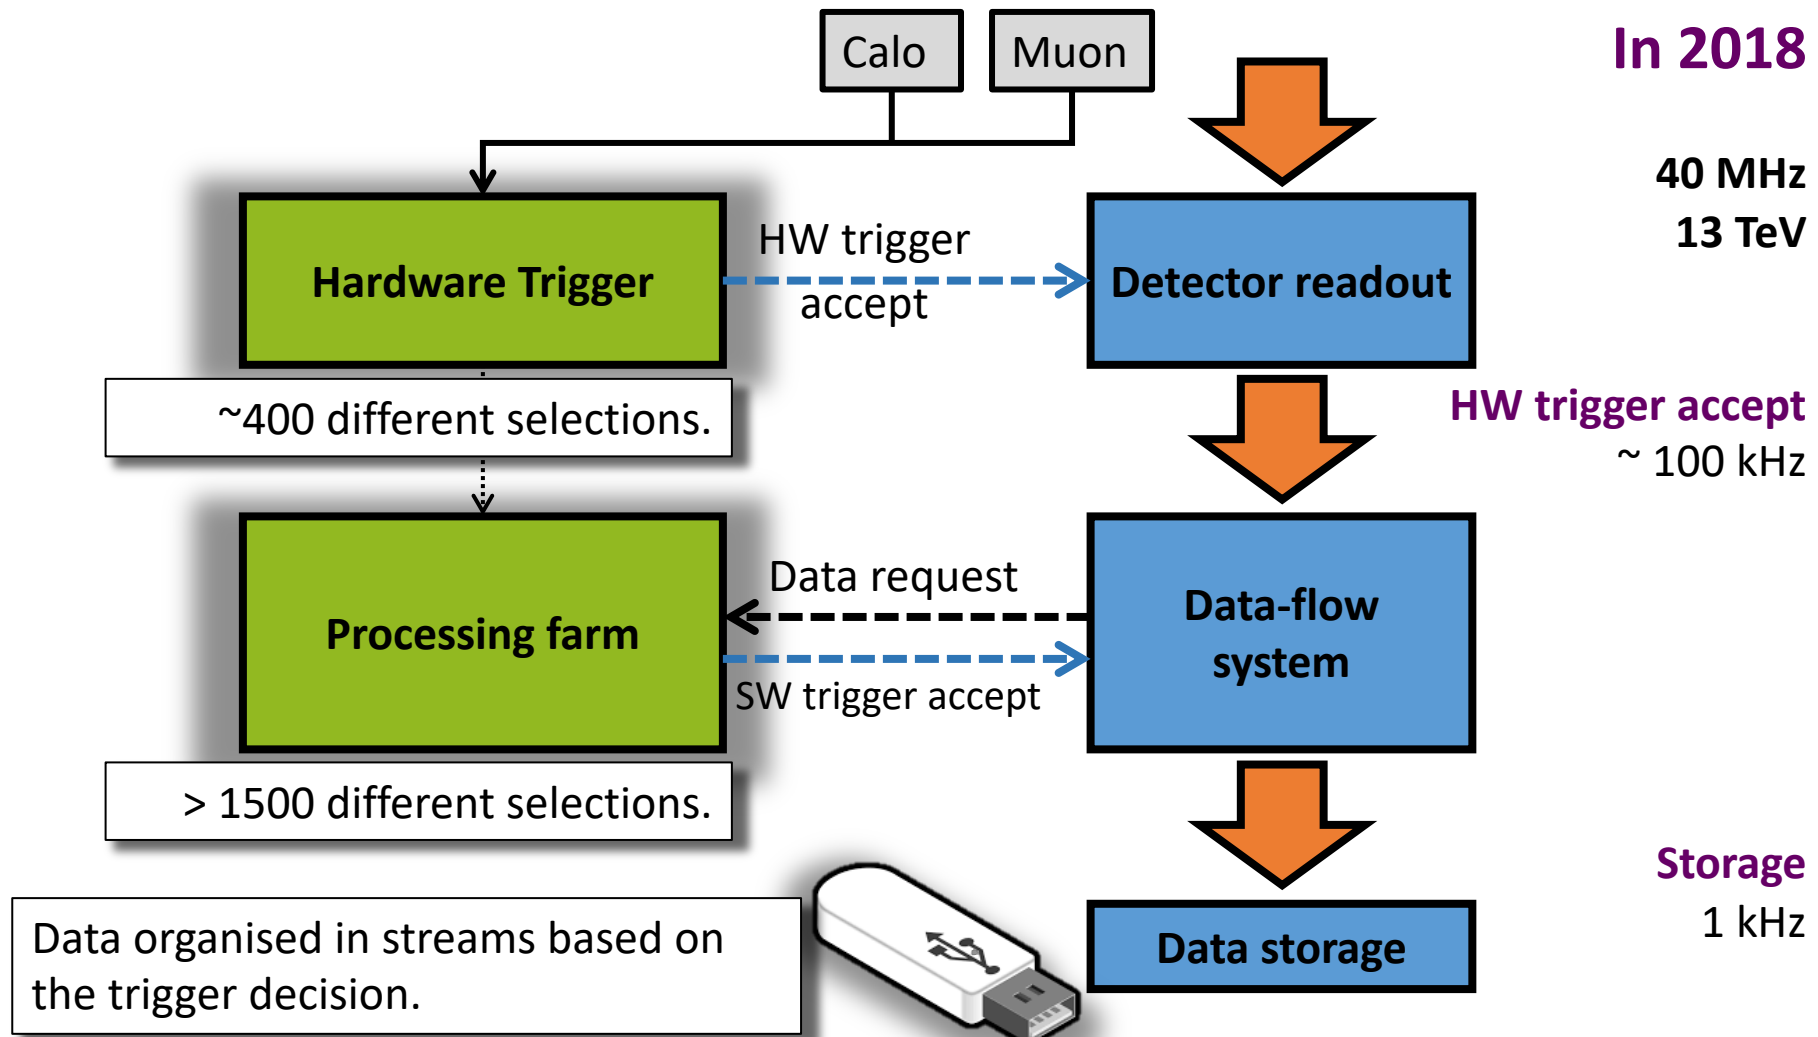 Calo
Muon
In 2018
40 MHz
13 TeV
Hardware Trigger
HW trigger
accept
Detector readout
~400 different selections.
HW trigger accept
~ 100 kHz
Processing farm
Data request
SW trigger accept
Data-flow
system
> 1500 different selections.
Storage
1 kHz
Data organised in streams based on
the trigger decision.
Data storage